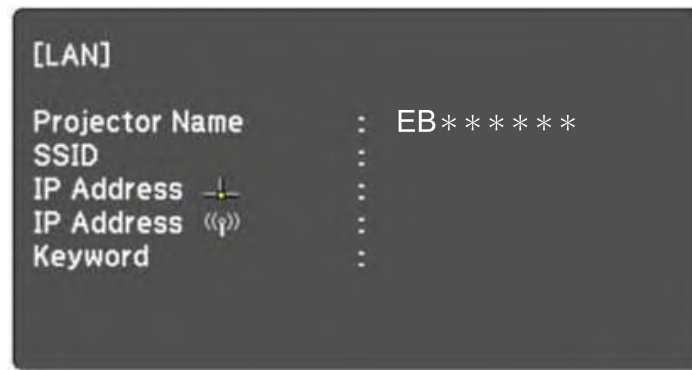 [LAN]
Projector Name : EB******
SSID :
IP Address :
IP Address :
Keyword :